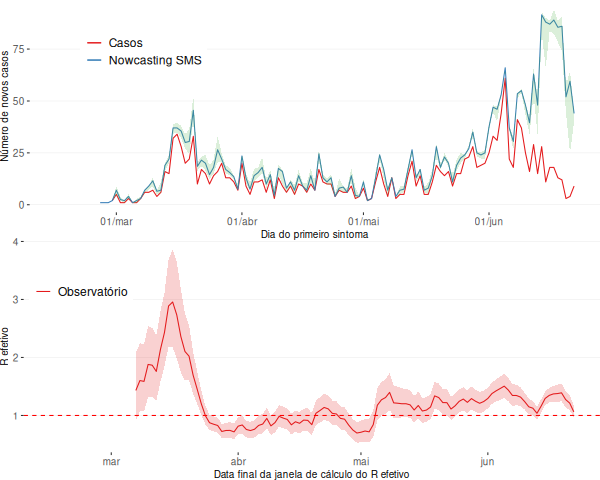 Casos
Nowcasting SMS
Número de novos casos
75
50
25
0
01/mar
01/abr
01/mai
01/jun
Dia do primeiro sintoma
4
3
2
1
Observatório
R efetivo
mar
abr
mai
jun
Data final da janela de cálculo do R efetivo